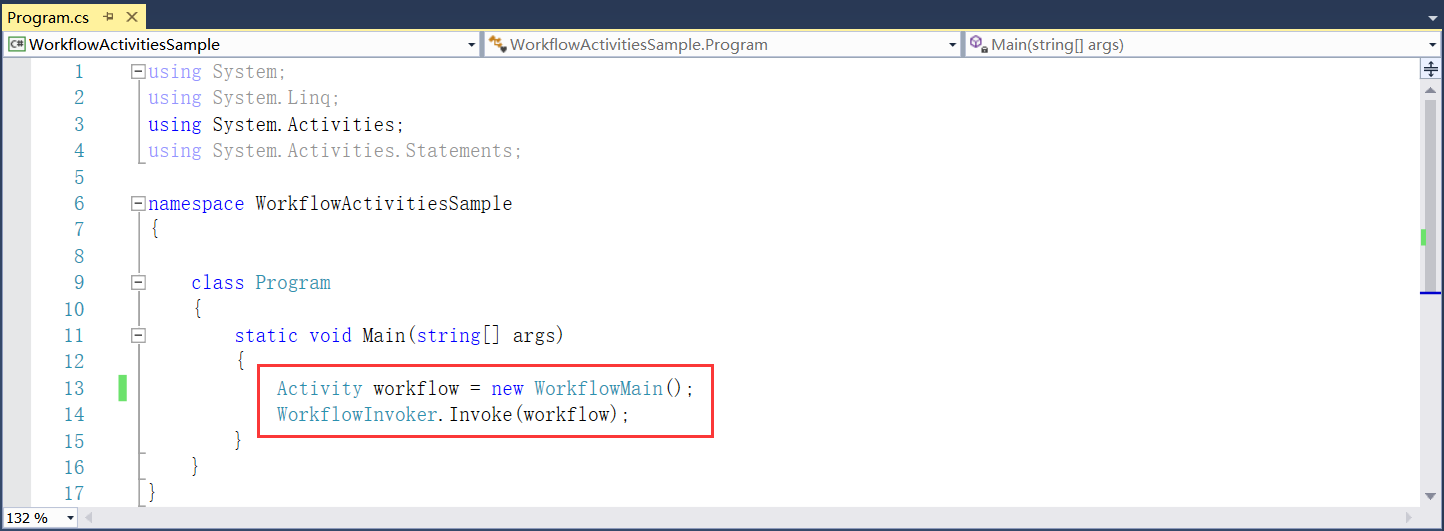 Program.cs
C# WorkflowActivitiesSample
WorkflowActivitiesSample.Program
Main(string[] args)
1 using System;
2 using System.Linq;
3 using System.Activities;
4 using System.Activities.Statements;
5
6 namespace WorkflowActivitiesSample
7 {
8
9 class Program
10 {
11 static void Main(string[] args)
12 {
13 Activity workflow = new WorkflowMain();
14 WorkflowInvoker.Invoke(workflow);
15 }
16 }
17 }
132 %